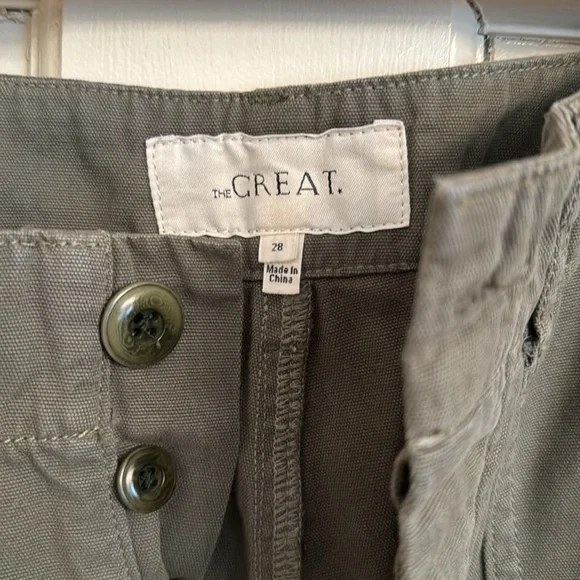 THE GREAT.
28
Made In
China